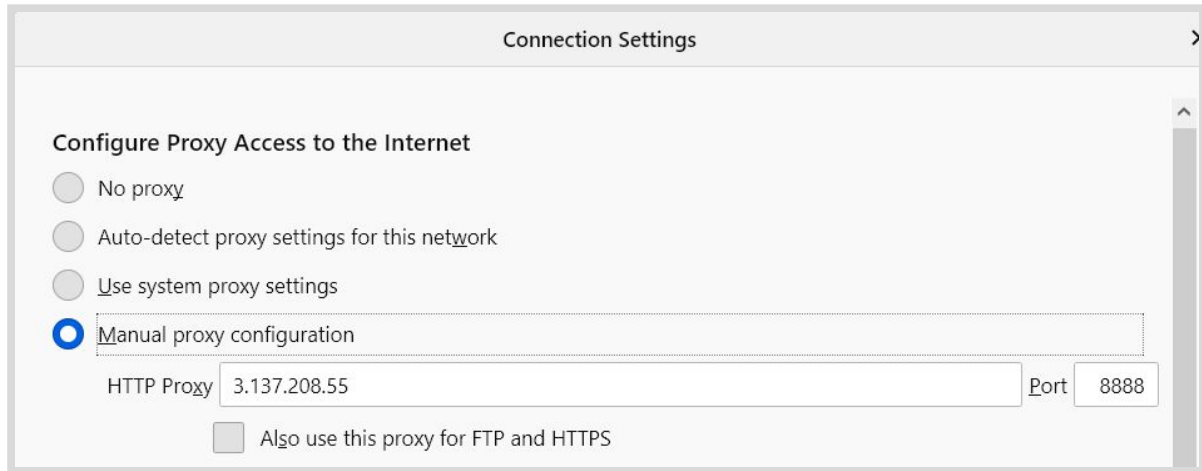 Connection Settings
Configure Proxy Access to the Internet
No proxy
Auto-detect proxy settings for this network
Use system proxy settings
Manual proxy configuration
HTTP Proxy 3.137.208.55 Port 8888
Also use this proxy for FTP and HTTPS